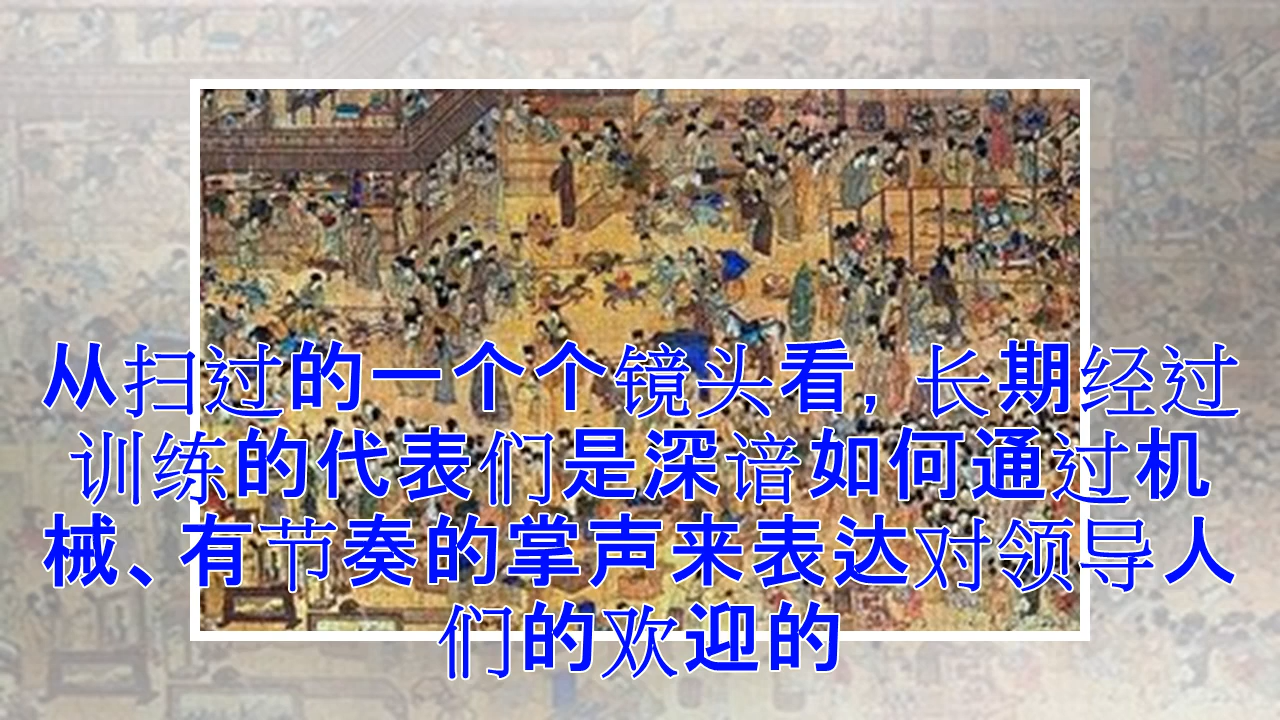 从扫过的一个个镜头看，长期经过
训练的代表们是深谙如何通过机
械、有节奏的掌声来表达对领导人
们的欢迎的